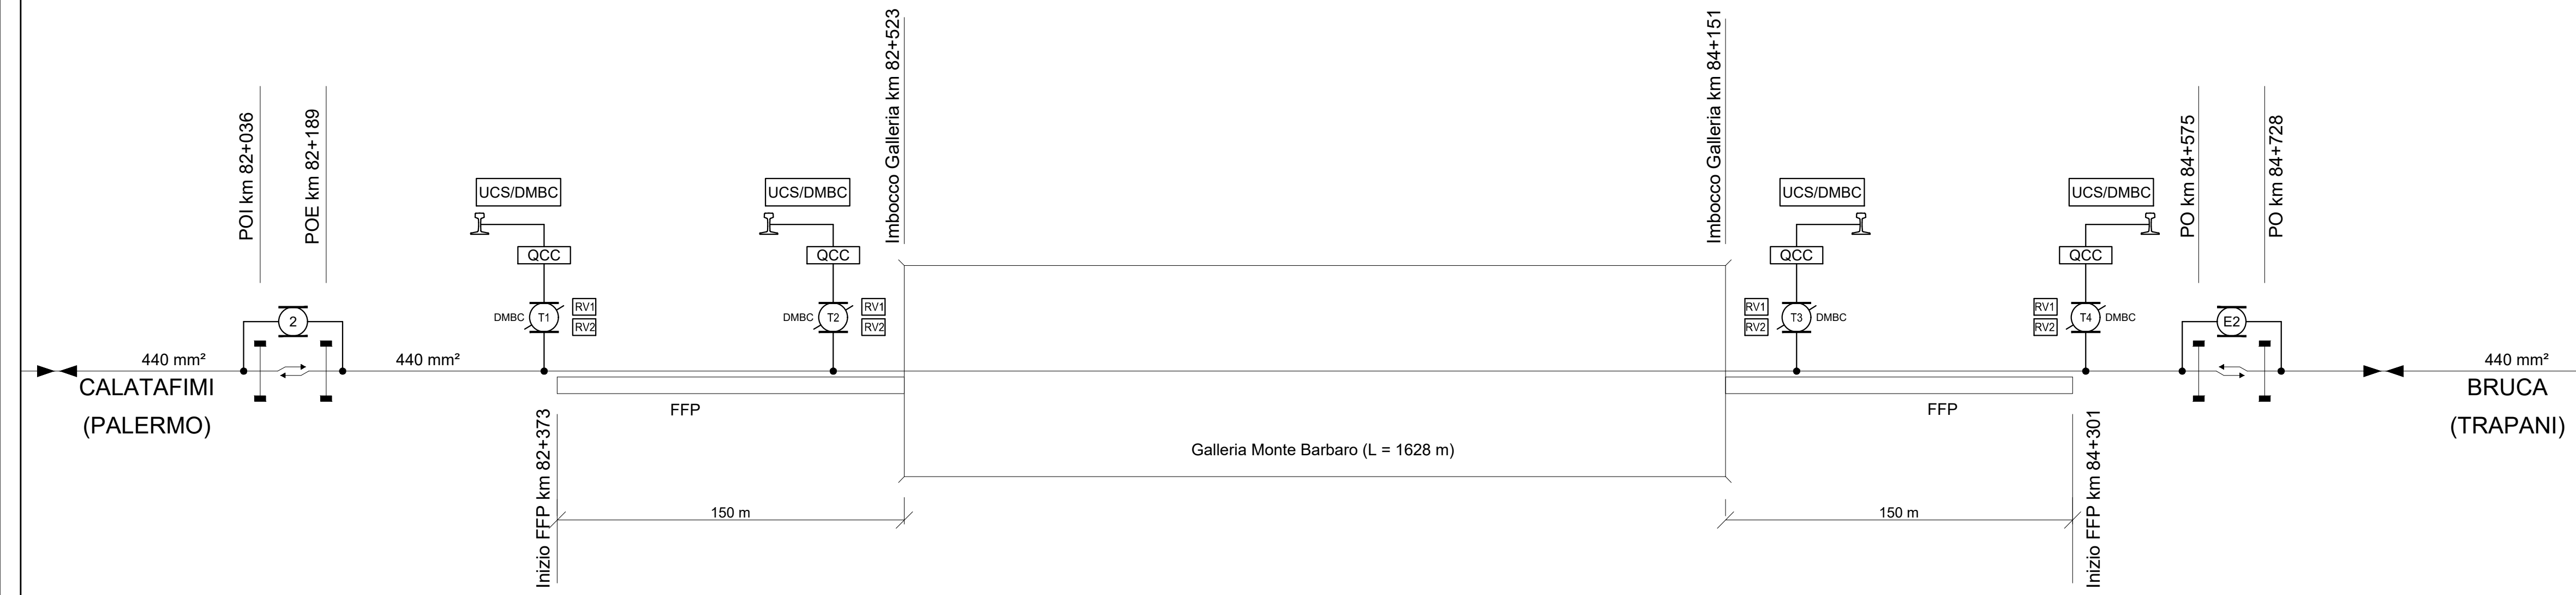 Imbocco Galleria km 82+523
Imbocco Galleria km 84+151
POI km 82+036
POE km 82+189
PO km 84+575
PO km 84+728
UCS/DMBC
UCS/DMBC
UCS/DMBC
UCS/DMBC
QCC
QCC
QCC
QCC
2
DMBC
T1
RV1
RV2
DMBC
T2
RV1
RV2
RV1
RV2
T3
DMBC
RV1
RV2
T4
DMBC
E2
440 mm²
440 mm²
440 mm²
CALATAFIMI
(PALERMO)
BRUCA
(TRAPANI)
FFP
FFP
Inizio FFP km 82+373
Inizio FFP km 84+301
Galleria Monte Barbaro (L = 1628 m)
150 m
150 m